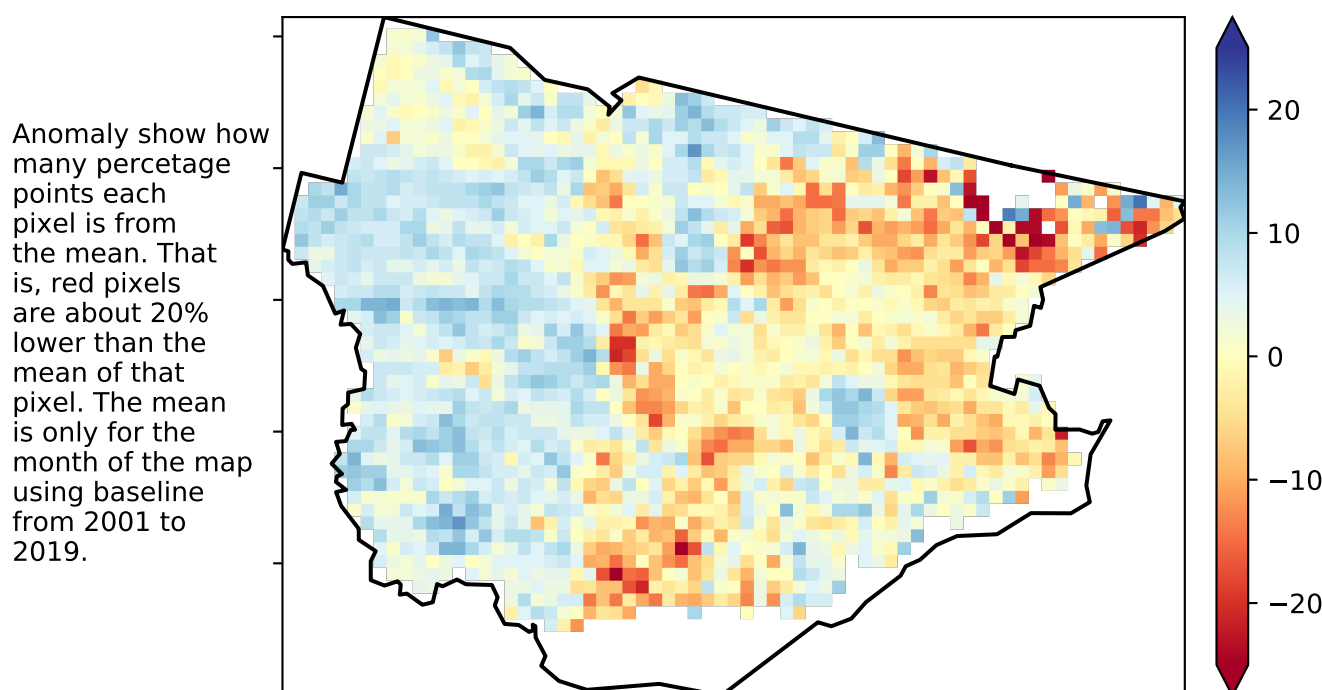 Anomaly show how
many percetage
points each
pixel is from
the mean. That
is, red pixels
are about 20%
lower than the
mean of that
pixel. The mean
is only for the
month of the map
using baseline
from 2001 to
2019.
20
10
0
−10
−20